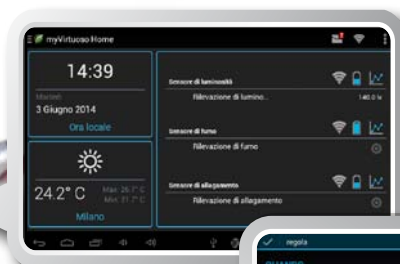 myVirtuoso Home
14:39
Martedì
3 Giugno 2014
Ora locale
24.2° C
Max: 26.7° C
Min: 21.7° C
Milano
Sensore di luminosità
Rilevazione di lumino..
140.0 lx
Sensore di fumo
Rilevazione di fumo
Sensore di allagamento
Rilevazione di allagamento
regola
QUANDO